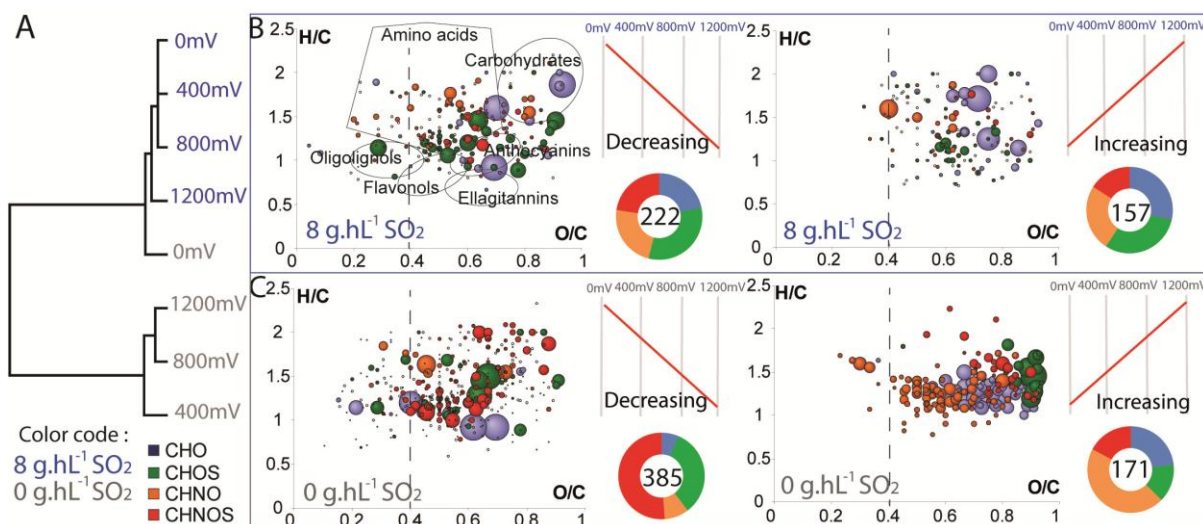 A
0mV
400mV
800mV
1200mV
0mV
1200mV
800mV
400mV
Color code :
8 g.hL⁻¹ SO₂
0 g.hL⁻¹ SO₂
CHO
CHOS
CHNO
CHNOS
B
2.5
2
1.5
1
0.5
0
H/C
Amino acids
Carbohydrates
Oligolignols
Anthocyanins
Flavonols
Ellagitannins
8 g.hL⁻¹ SO₂
O/C
0 0.2 0.4 0.6 0.8 1
0mV 400mV 800mV 1200mV
Decreasing
222
2.5
2
1.5
1
0.5
0
H/C
8 g.hL⁻¹ SO₂
O/C
0 0.2 0.4 0.6 0.8 1
0mV 400mV 800mV 1200mV
Increasing
157
C
2.5
2
1.5
1
0.5
0
H/C
0 g.hL⁻¹ SO₂
O/C
0 0.2 0.4 0.6 0.8 1
0mV 400mV 800mV 1200mV
Decreasing
385
2.5
2
1.5
1
0.5
0
H/C
0 g.hL⁻¹ SO₂
O/C
0 0.2 0.4 0.6 0.8 1
0mV 400mV 800mV 1200mV
Increasing
171